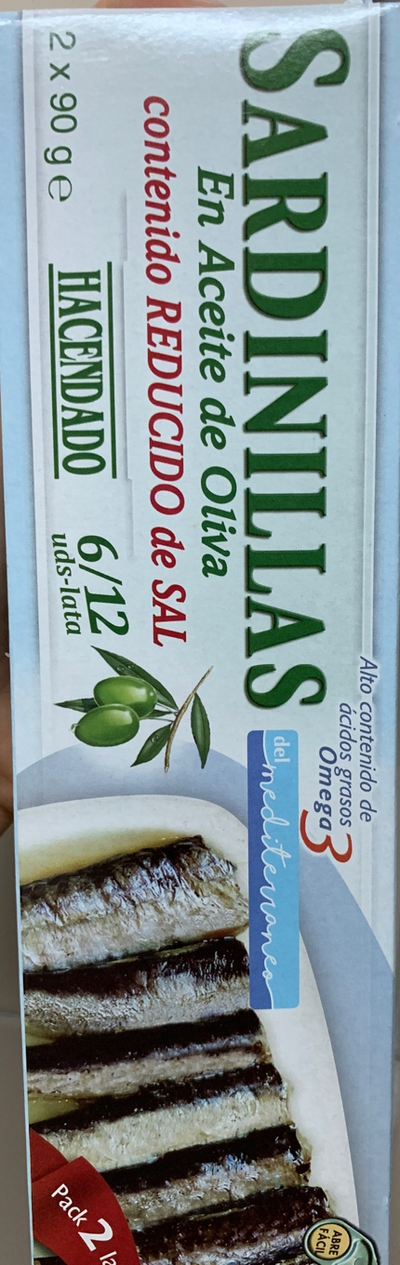 SARDINILLAS
del mediterraneo
En Aceite de Oliva
contenido REDUCIDO de SAL
Alto contenido de
ácidos grasos
Omega 3
HACENDADO
6/12
uds-lata
2 x 90 g e
Pack 2
ABRE
FÁCIL